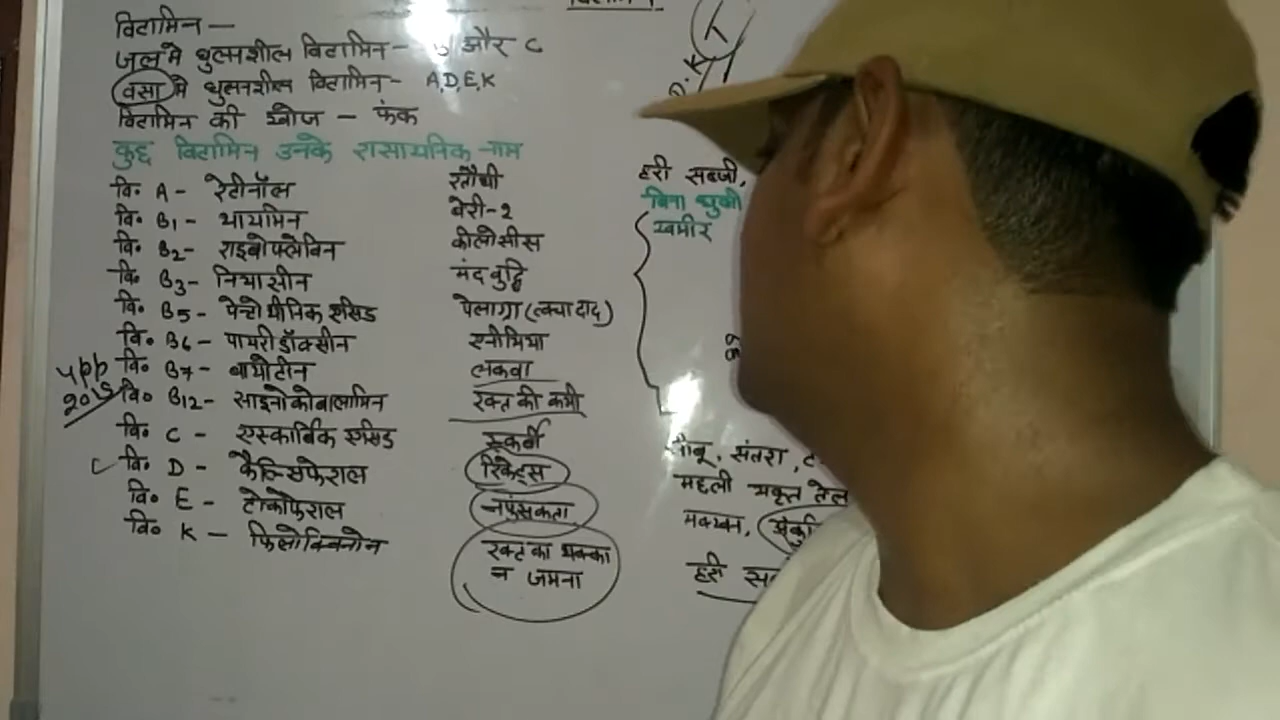 विटामिन
विटामिन —
जल मे घुलनशील विटामिन - और C
वसा मे घुलनशील विटामिन - A,D,E,K
विटामिन की खोज - फंक
कुछ विटामिन उनके रासायनिक नाम
वि॰ A - रेटीनॉल रतौंधी हरी सब्जी,
वि॰ B1 - थायमिन बेरी-२ बिना धुली
वि॰ B2 - राइबोफ्लेबिन कीलोसीस खमीर
वि॰ B3 - नियासीन मंद बुद्धि
वि॰ B5 - पेन्टोथीनिक एसिड पेलाग्रा (त्वचा दाद)
वि॰ B6 - पायरीडॉक्सीन एनीमिया
वि॰ B7 - बायोटीन लकवा
upp
वि॰ B12 - साइनोकोबालामिन रक्त की कमी
वि॰ C - एस्कार्बिक एसिड स्कर्वी संतरा,
वि॰ D - कैल्सिफेराल रिकेट्स मछली यकृत तेल
वि॰ E - टोकोफेराल नपुंसकता मक्खन,
वि॰ K - फिलोक्विनोन रक्त का थक्का न जमना हरी
K